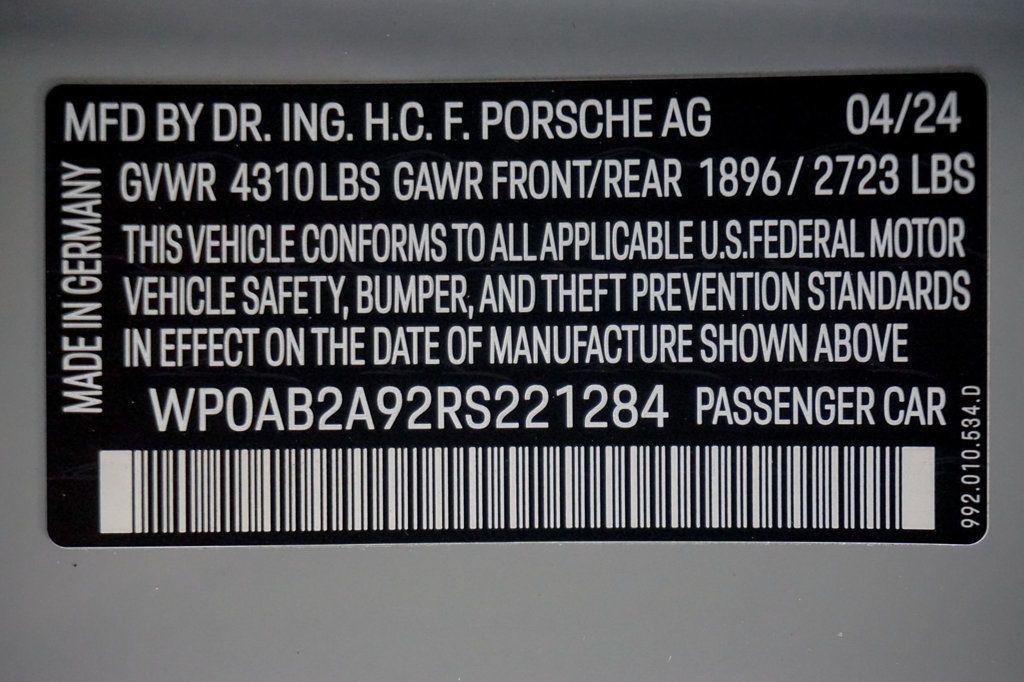 MFD BY DR. ING. H.C. F. PORSCHE AG 04/24
MADE IN GERMANY
GVWR 4310 LBS GAWR FRONT/REAR 1896 / 2723 LBS
THIS VEHICLE CONFORMS TO ALL APPLICABLE U.S.FEDERAL MOTOR
VEHICLE SAFETY, BUMPER, AND THEFT PREVENTION STANDARDS
IN EFFECT ON THE DATE OF MANUFACTURE SHOWN ABOVE
WP0AB2A92RS221284 PASSENGER CAR
992.010.534.D